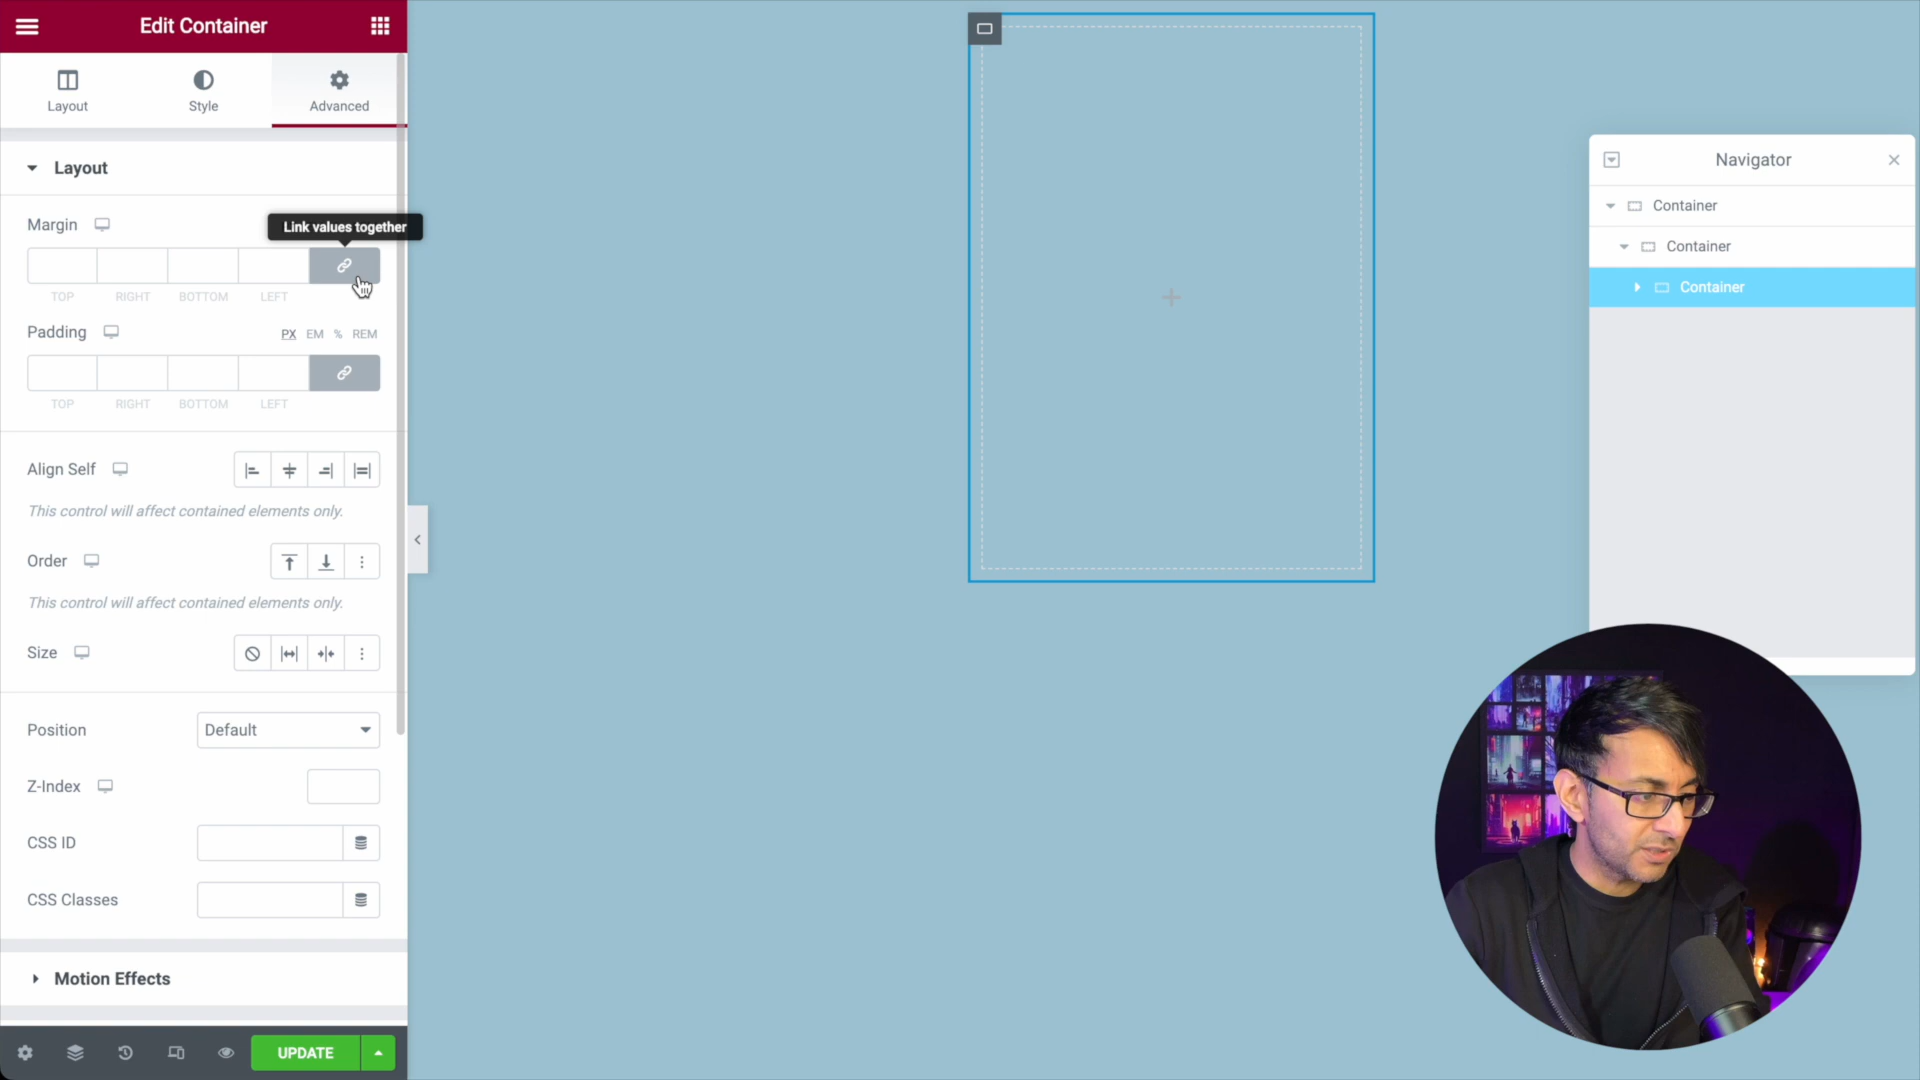 Edit Container
Layout
Style
Advanced
Layout
Margin
Link values together
TOP RIGHT BOTTOM LEFT
Padding
PX EM % REM
TOP RIGHT BOTTOM LEFT
Align Self
This control will affect contained elements only.
Order
This control will affect contained elements only.
Size
Position
Default
Z-Index
CSS ID
CSS Classes
Motion Effects
UPDATE
Navigator
Container
Container
Container